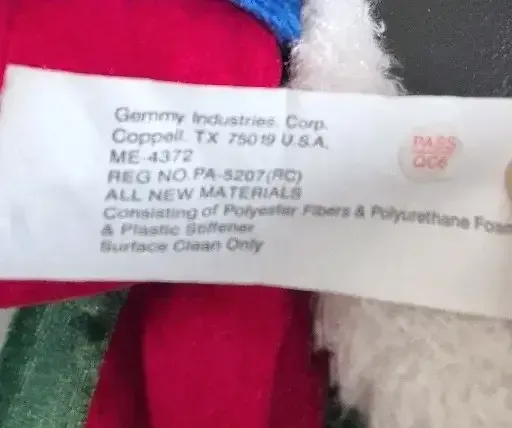 Gemmy Industries. Corp.
Coppell. TX 75019 U.S.A.
ME-4372
REG NO.PA-5207(RC)
ALL NEW MATERIALS
Consisting of Polyester Fibers & Polyurethane Foam
& Plastic Soffener
Surface Clean Only
PASS
QC6